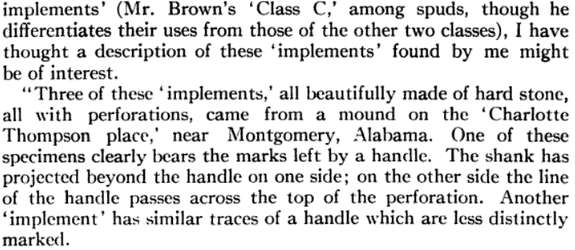 implements’ (Mr. Brown’s ‘Class C,’ among spuds, though he
differentiates their uses from those of the other two classes), I have
thought a description of these ‘implements’ found by me might
be of interest.
“Three of these ‘implements,’ all beautifully made of hard stone,
all with perforations, came from a mound on the ‘Charlotte
Thompson place,’ near Montgomery, Alabama. One of these
specimens clearly bears the marks left by a handle. The shank has
projected beyond the handle on one side; on the other side the line
of the handle passes across the top of the perforation. Another
‘implement’ has similar traces of a handle which are less distinctly
marked.